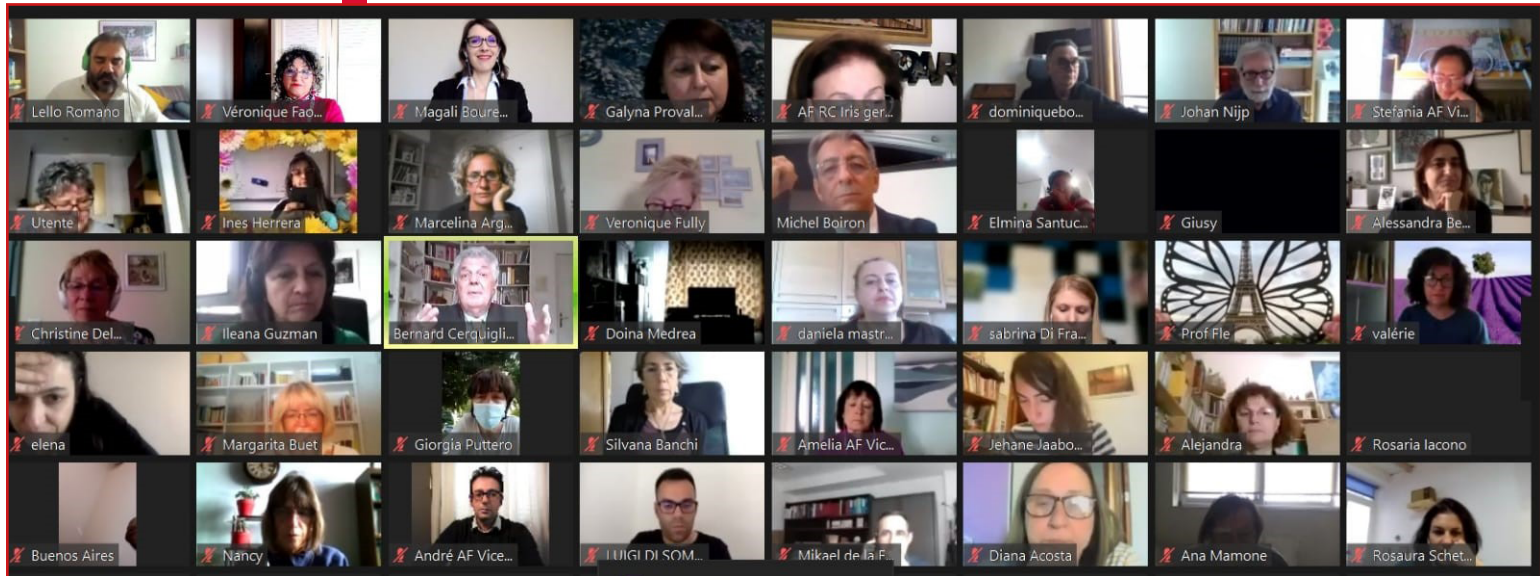 Lello Romano
Véronique Fao...
Magali Boure...
Galyna Proval...
AF RC Iris ger...
dominiquebo...
Johan Nijp
Stefania AF Vi...
Utente
Ines Herrera
Marcelina Arg...
Veronique Fully
Michel Boiron
Elmina Santuc...
Giusy
Alessandra Be...
Christine Del...
Ileana Guzman
Bernard Cerquigli...
Doina Medrea
daniela mastr...
sabrina Di Fra...
Prof Fle
valérie
elena
Margarita Buet
Giorgia Puttero
Silvana Banchi
Amelia AF Vic...
Jehane Jaabo...
Alejandra
Rosaria Iacono
Buenos Aires
Nancy
André AF Vice...
LUIGI DI SOM...
Mikael de la F...
Diana Acosta
Ana Mamone
Rosaura Schet...